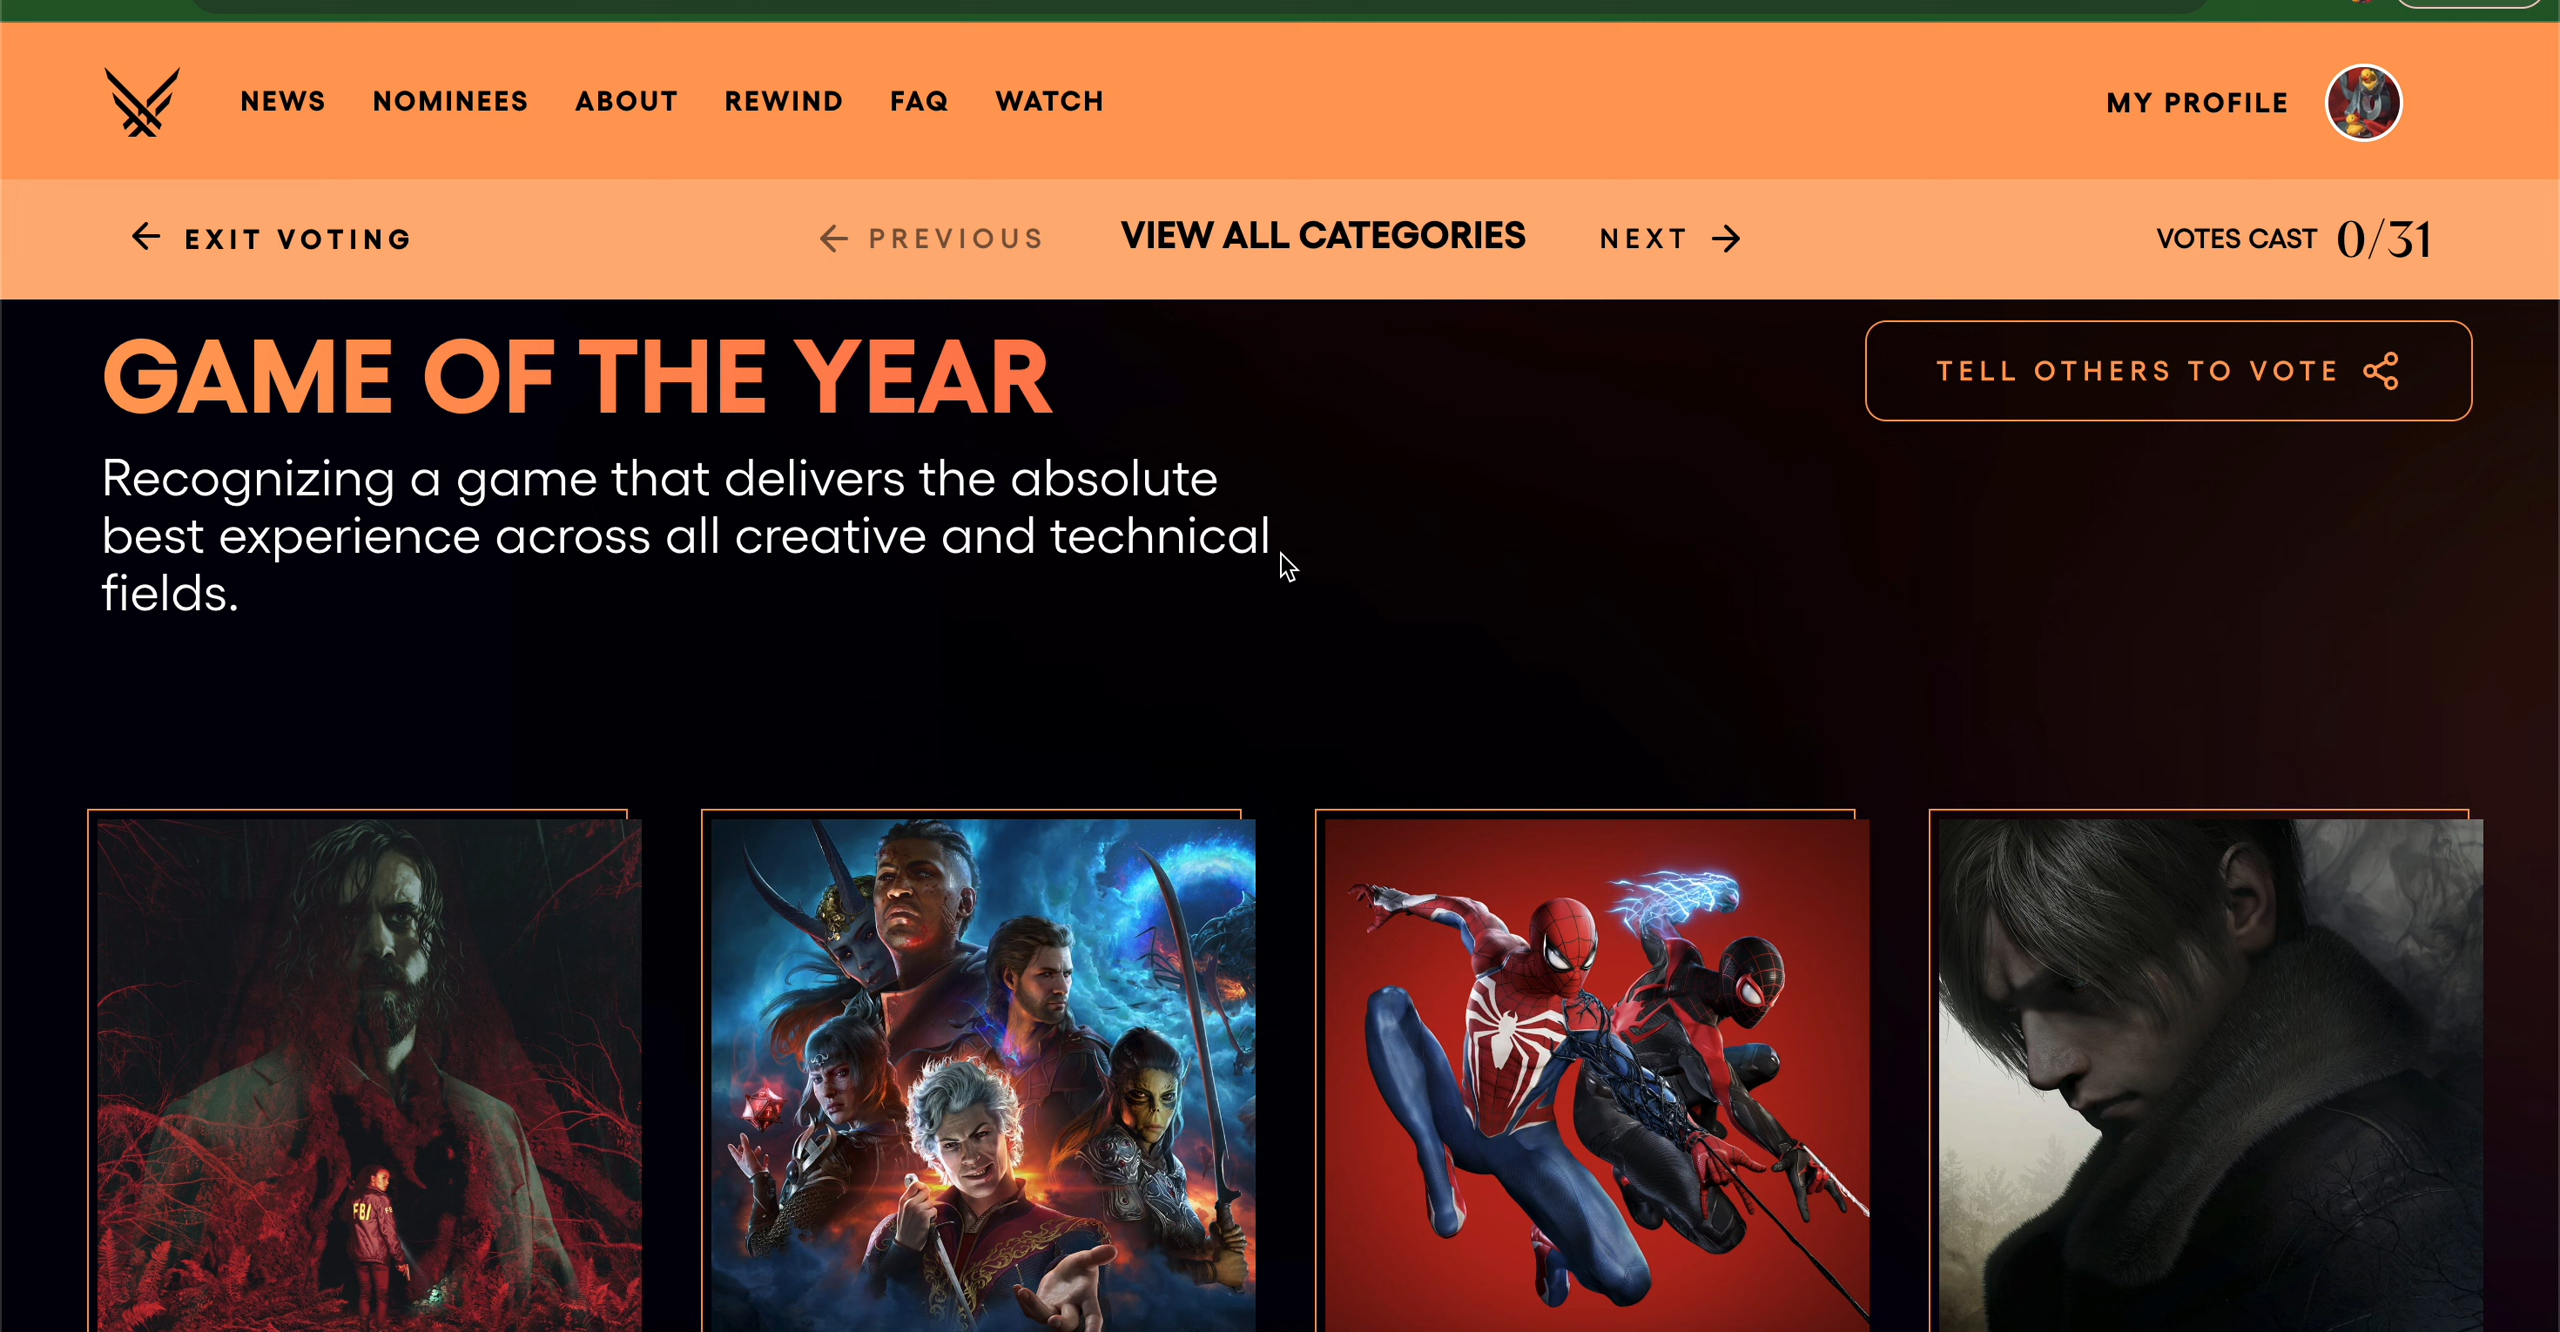 NEWS NOMINEES ABOUT REWIND FAQ WATCH MY PROFILE
EXIT VOTING PREVIOUS VIEW ALL CATEGORIES NEXT VOTES CAST 0/31
GAME OF THE YEAR
TELL OTHERS TO VOTE
Recognizing a game that delivers the absolute
best experience across all creative and technical
fields.
FBI